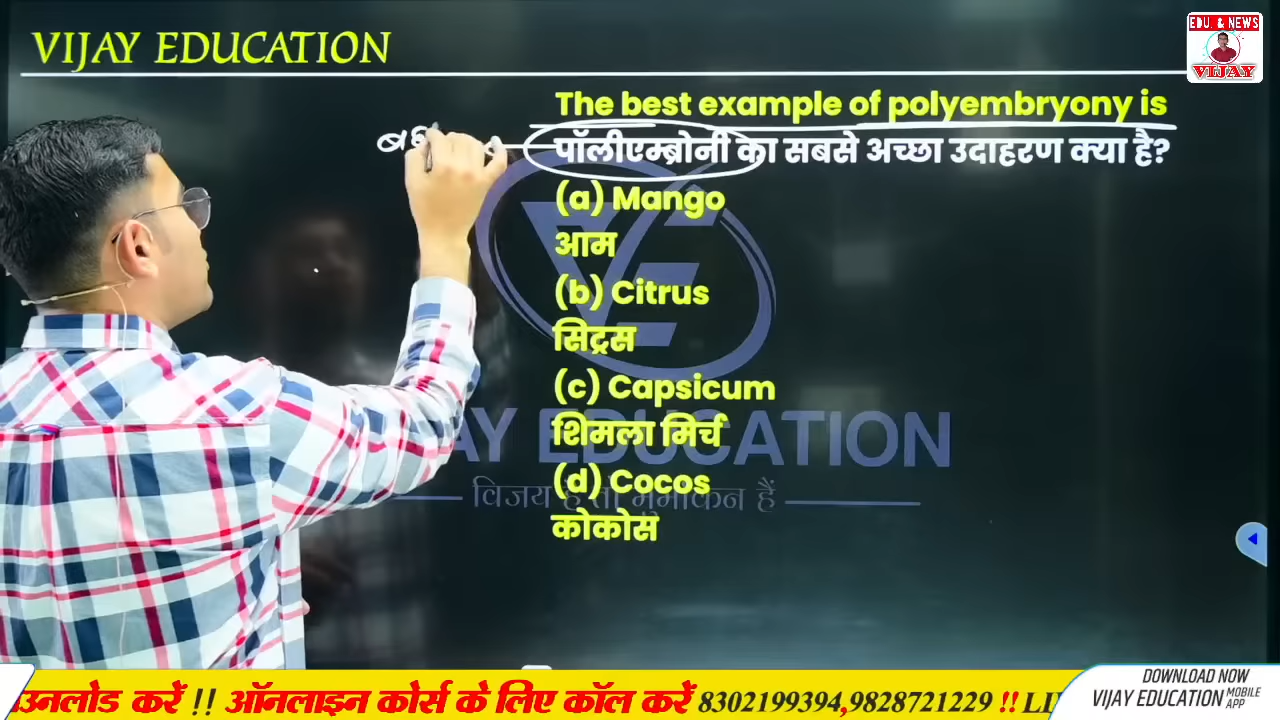 VIJAY EDUCATION
EDU. & NEWS
VIJAY
The best example of polyembryony is
पॉलीएम्ब्रोनी का सबसे अच्छा उदाहरण क्या है?
(a) Mango
आम
(b) Citrus
सिट्रस
(c) Capsicum
शिमला मिर्च
(d) Cocos
कोकोस
EDUCATION
विजय है तो मुमकिन हैं
करें !! ऑनलाइन कोर्स के लिए कॉल करें 8302199394,9828721229 !!
DOWNLOAD NOW
VIJAY EDUCATION MOBILE APP